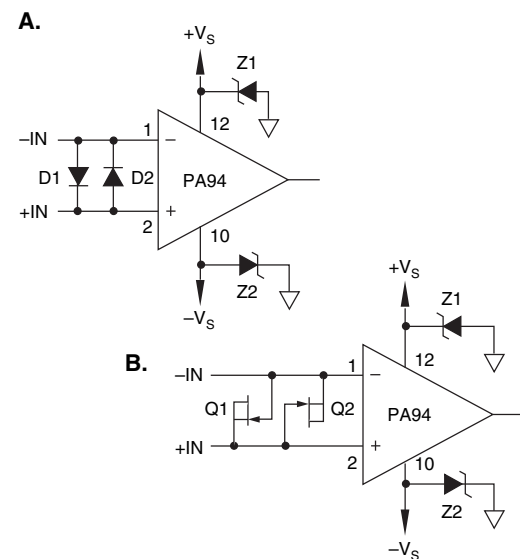 A.
+VS
Z1
12
–IN
1
–
D1
D2
PA94
+IN
+
2
10
Z2
–VS
B.
+VS
Z1
12
–IN
1
–
Q1
Q2
PA94
+IN
+
2
10
Z2
–VS